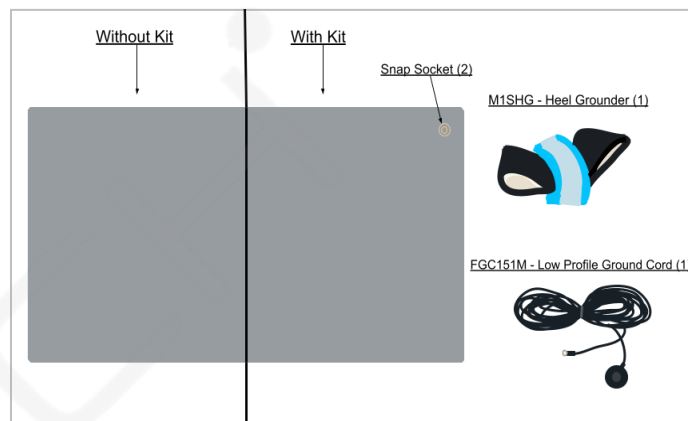 Without Kit
With Kit
Snap Socket (2)
M1SHG - Heel Grounder (1)
FGC151M - Low Profile Ground Cord (1)